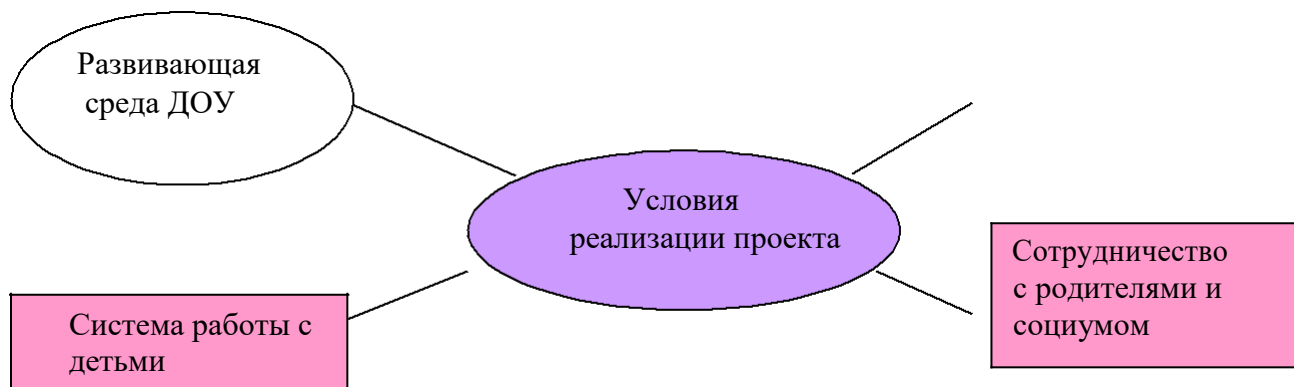 Развивающая
среда ДОУ
Условия
реализации проекта
Сотрудничество
с родителями и
социумом
Система работы с
детьми